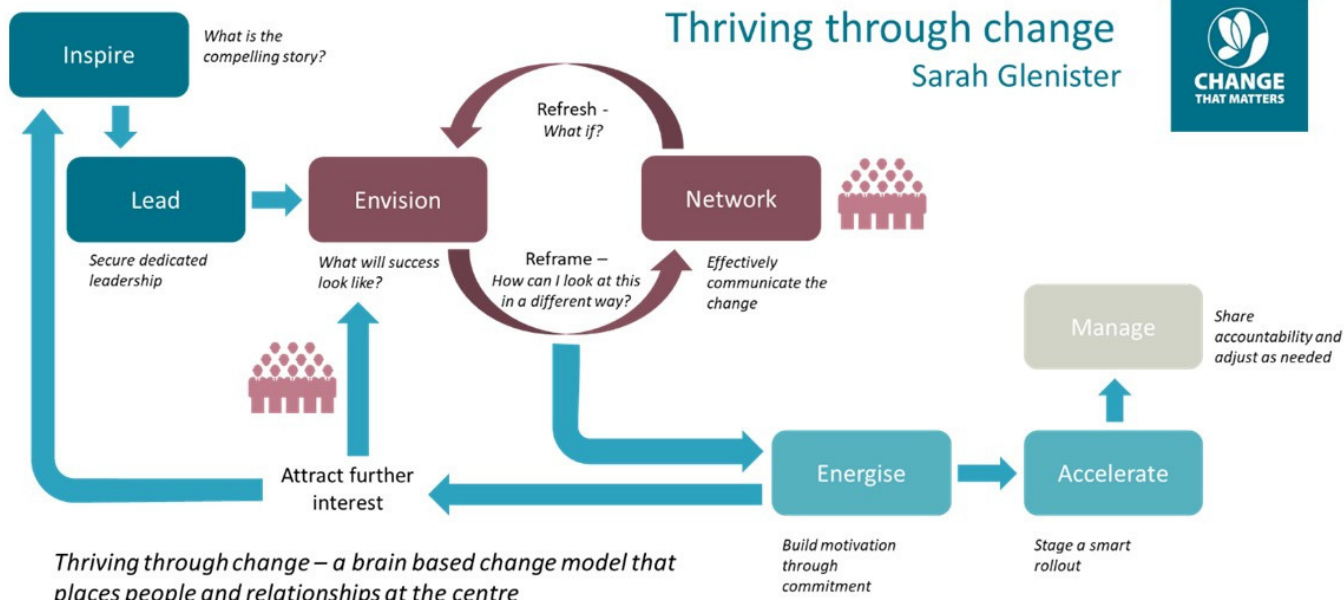 Thriving through change
Sarah Glenister
CHANGE
THAT MATTERS
Inspire
What is the
compelling story?
Lead
Secure dedicated
leadership
Envision
What will success
look like?
Refresh -
What if?
Reframe –
How can I look at this
in a different way?
Network
Effectively
communicate the
change
Manage
Share
accountability and
adjust as needed
Attract further
interest
Energise
Build motivation
through
commitment
Accelerate
Stage a smart
rollout
Thriving through change – a brain based change model that
places people and relationships at the centre